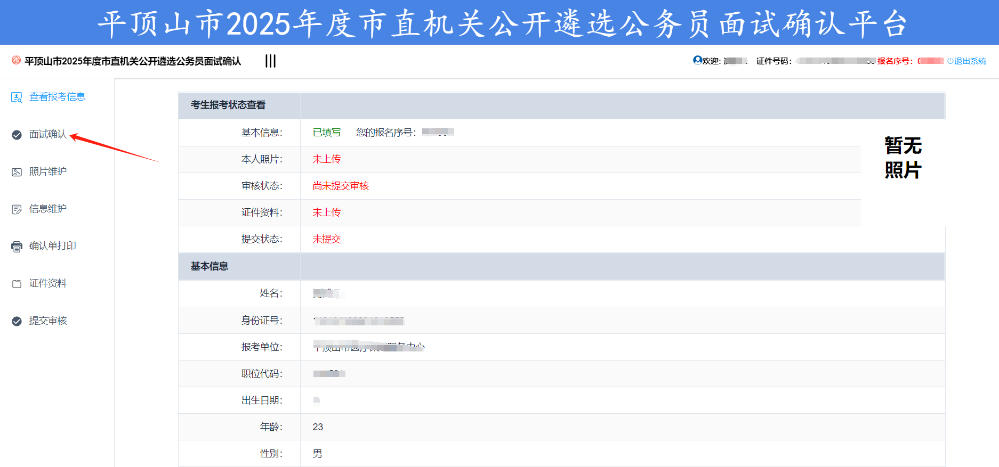 平顶山市2025年度市直机关公开遴选公务员面试确认平台
平顶山市2025年度市直机关公开遴选公务员面试确认
欢迎:
证件号码：
报名序号：
退出系统
查看报考信息
面试确认
照片维护
信息维护
确认单打印
证件资料
提交审核
考生报考状态查看
基本信息： 已填写 您的报名序号：
本人照片： 未上传
审核状态： 尚未提交审核
证件资料： 未上传
提交状态： 未提交
暂无
照片
基本信息
姓名：
身份证号：
报考单位：
职位代码：
出生日期：
年龄： 23
性别： 男